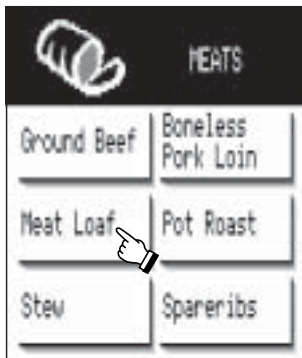 MEATS
Ground Beef
Boneless
Pork Loin
Meat Loaf
Pot Roast
Stew
Spareribs